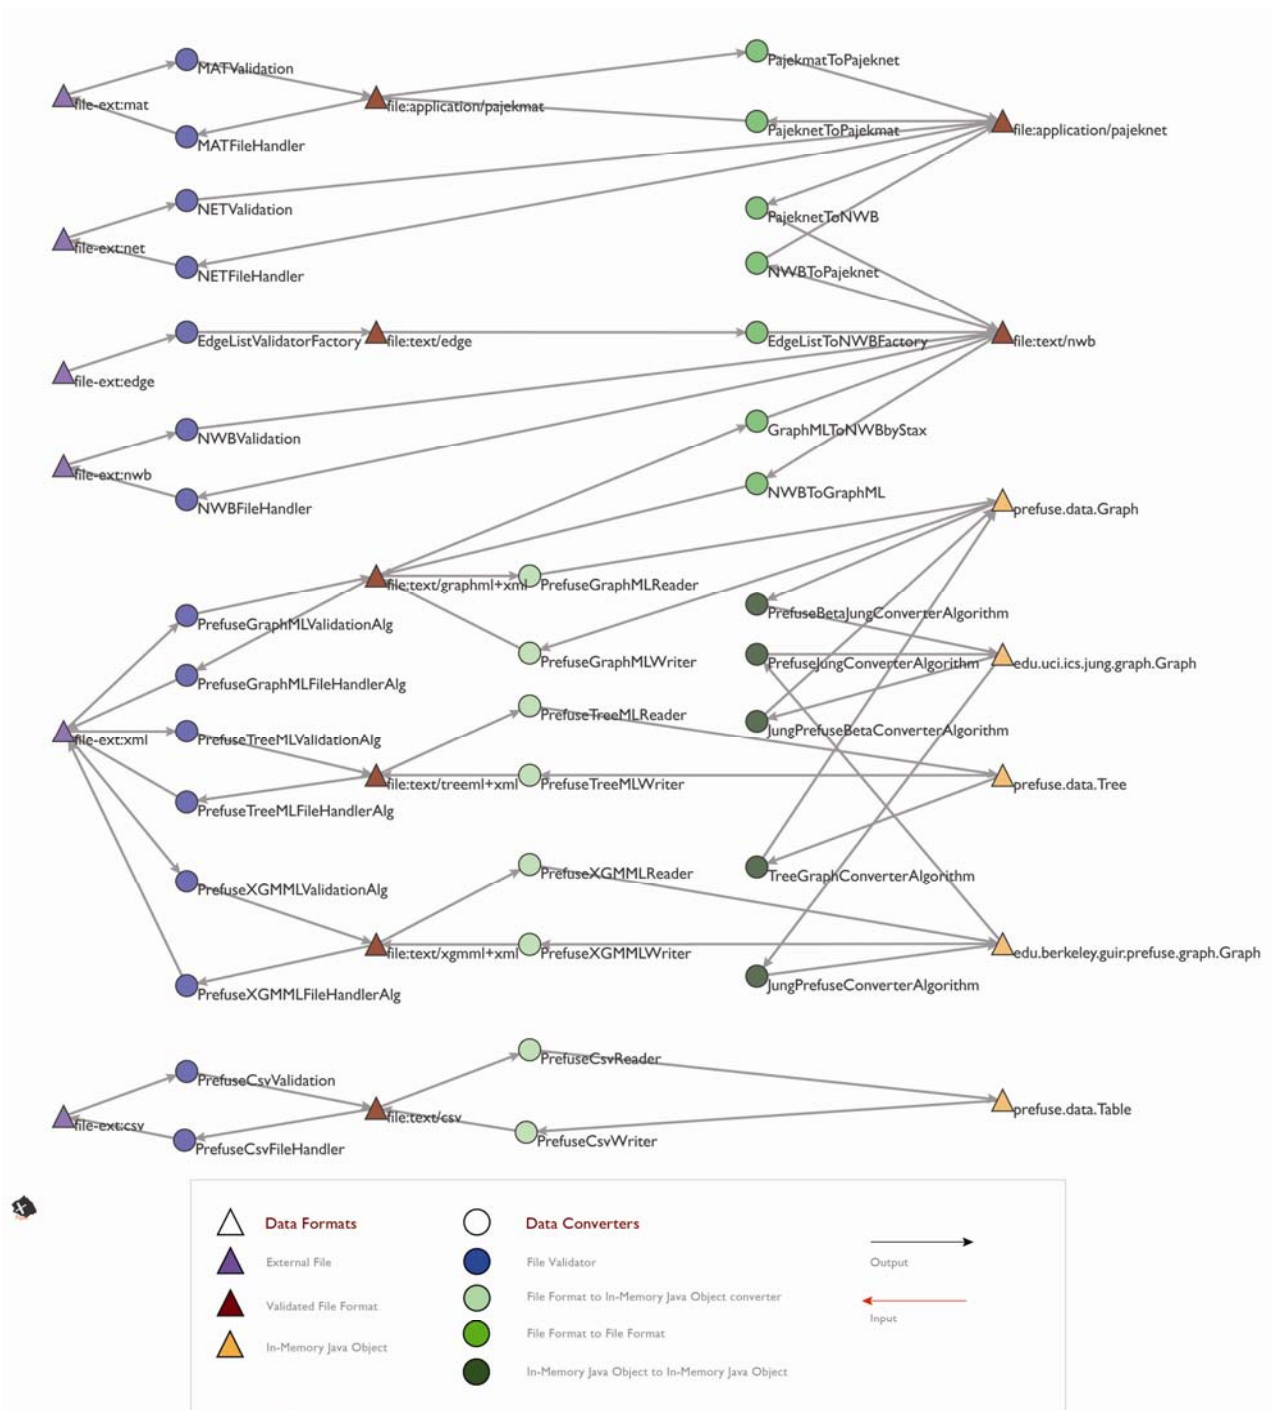 PajekmatToPajeknet
MATValidation
file-ext:mat
file:application/pajekmat
PajeknetToPajekmat
file:application/pajeknet
MATFileHandler
NETValidation
PajeknetToNWB
file-ext:net
NETFileHandler
NWBToPajeknet
EdgeListValidatorFactory
file:text/edge
EdgeListToNWBFactory
file:text/nwb
file-ext:edge
GraphMLToNWBbyStax
NWBValidation
file-ext:nwb
NWBToGraphML
NWBFileHandler
prefuse.data.Graph
file:text/graphml+xml
PrefuseGraphMLReader
PrefuseBetaJungConverterAlgorithm
PrefuseGraphMLValidationAlg
PrefuseGraphMLWriter
PrefuseJungConverterAlgorithm
edu.uci.ics.jung.graph.Graph
PrefuseGraphMLFileHandlerAlg
PrefuseTreeMLReader
JungPrefuseBetaConverterAlgorithm
file-ext:xml
PrefuseTreeMLValidationAlg
file:text/treeml+xml
PrefuseTreeMLWriter
prefuse.data.Tree
PrefuseTreeMLFileHandlerAlg
PrefuseXGMMLReader
TreeGraphConverterAlgorithm
PrefuseXGMMLValidationAlg
file:text/xgmml+xml
PrefuseXGMMLWriter
edu.berkeley.guir.prefuse.graph.Graph
JungPrefuseConverterAlgorithm
PrefuseXGMMLFileHandlerAlg
PrefuseCsvReader
PrefuseCsvValidation
file-ext:csv
file:text/csv
prefuse.data.Table
PrefuseCsvFileHandler
PrefuseCsvWriter
Data Formats
Data Converters
External File
File Validator
Output
Validated File Format
File Format to In-Memory Java Object converter
Input
In-Memory Java Object
File Format to File Format
In-Memory Java Object to In-Memory Java Object